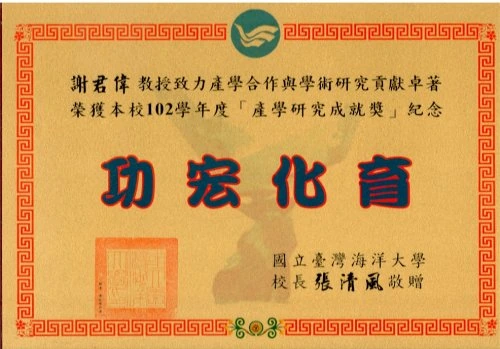 謝君偉教授致力產學合作與學術研究貢獻卓著
榮獲本校102學年度「產學研究成就獎」紀念
功宏化育
國立臺灣海洋大學
校長張清風敬贈